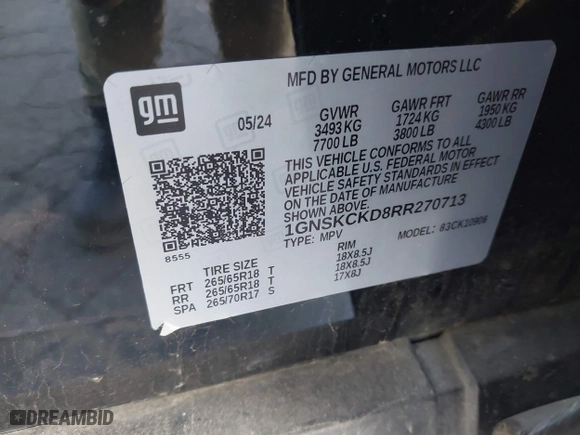 MFD BY GENERAL MOTORS LLC
gm
05/24
GVWR
3493 KG
7700 LB
GAWR FRT
1724 KG
3800 LB
GAWR RR
1950 KG
4300 LB
THIS VEHICLE CONFORMS TO ALL
APPLICABLE U.S. FEDERAL MOTOR
VEHICLE SAFETY STANDARDS IN EFFECT
ON THE DATE OF MANUFACTURE
SHOWN ABOVE.
1GNSKCKD8RR270713
TYPE: MPV
MODEL: 83CK10906
8555
TIRE SIZE RIM
FRT 265/65R18 T 18X8.5J
RR 265/65R18 T 18X8.5J
SPA 265/70R17 S 17X8J
DREAMBID